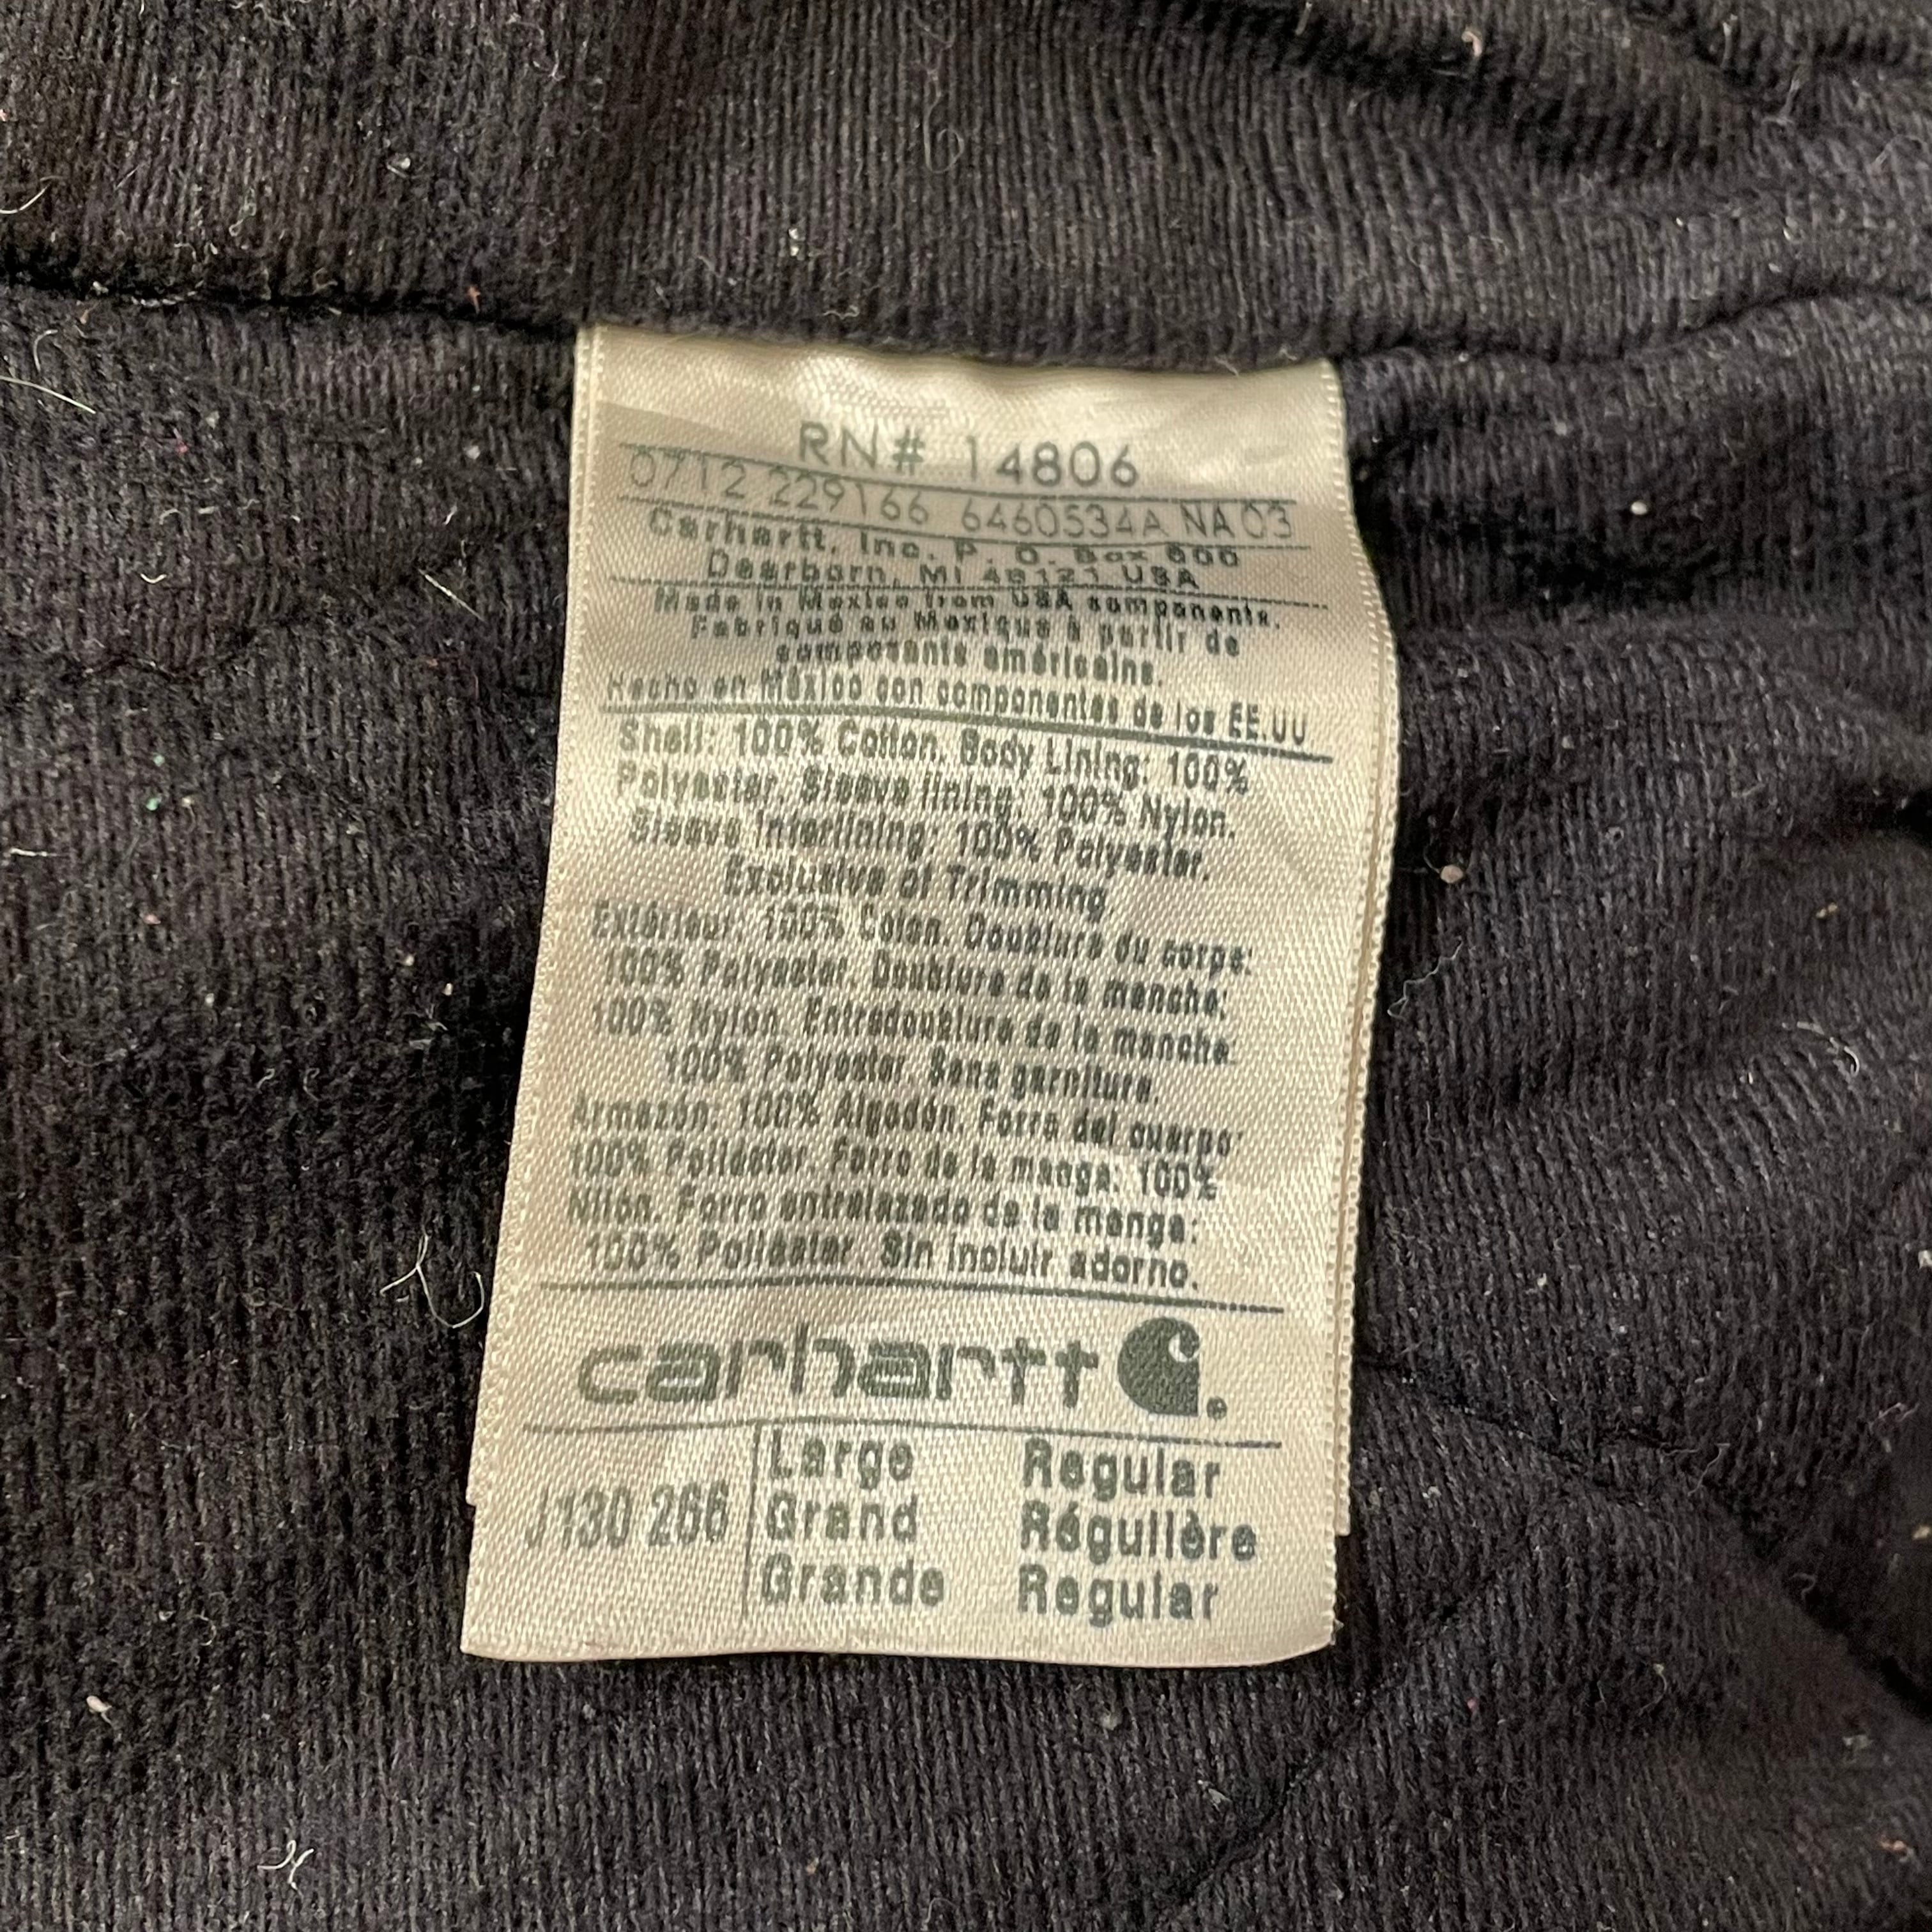 RN# 14806
0712 229166 6460534A NA 03
Carhartt, Inc. P. O. Box 600
Dearborn, MI 48121 USA
Made in Mexico from USA components.
Fabriqué au Mexique à partir de
composants américains.
Hecho en México con componentes de los EE.UU
Shell: 100% Cotton. Body Lining: 100%
Polyester. Sleeve lining: 100% Nylon.
Sleeve Interlining: 100% Polyester.
Exclusive of Trimming
Extérieur: 100% Coton. Doublure du corps:
100% Polyester. Doublure de la manche:
100% Nylon. Entredoublure de la manche:
100% Polyester. Sans garniture.
Armazón: 100% Algodón. Forro del cuerpo:
100% Poliéster. Forro de la manga: 100%
Nilón. Forro entrelazado de la manga:
100% Poliéster. Sin incluir adorno.
carhartt
J130 266
Large Regular
Grand Régulière
Grande Regular